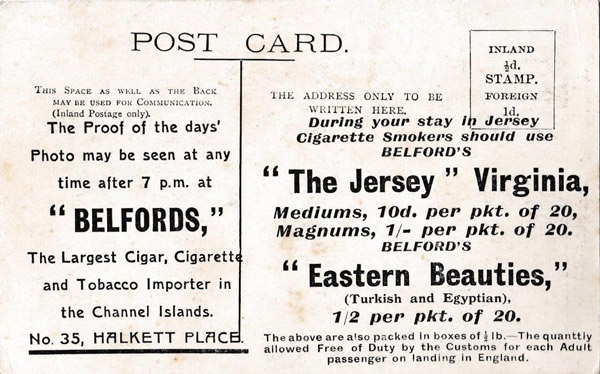 POST CARD.
INLAND
½d.
STAMP.
FOREIGN
1d.
THIS SPACE AS WELL AS THE BACK
MAY BE USED FOR COMMUNICATION.
(Inland Postage only).
The Proof of the days'
Photo may be seen at any
time after 7 p.m. at
“ BELFORDS,”
The Largest Cigar, Cigarette
and Tobacco Importer in
the Channel Islands.
No. 35, HALKETT PLACE.
THE ADDRESS ONLY TO BE
WRITTEN HERE.
During your stay in Jersey
Cigarette Smokers should use
BELFORD'S
“ The Jersey ” Virginia,
Mediums, 10d. per pkt. of 20,
Magnums, 1/- per pkt. of 20.
BELFORD'S
“ Eastern Beauties,”
(Turkish and Egyptian),
1/2 per pkt. of 20.
The above are also packed in boxes of ½ lb.—The quanttiy
allowed Free of Duty by the Customs for each Adult
passenger on landing in England.